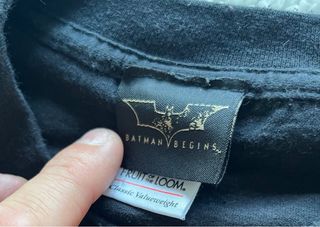 BATMAN BEGINS
FRUIT OF THE LOOM
Classic Valueweight